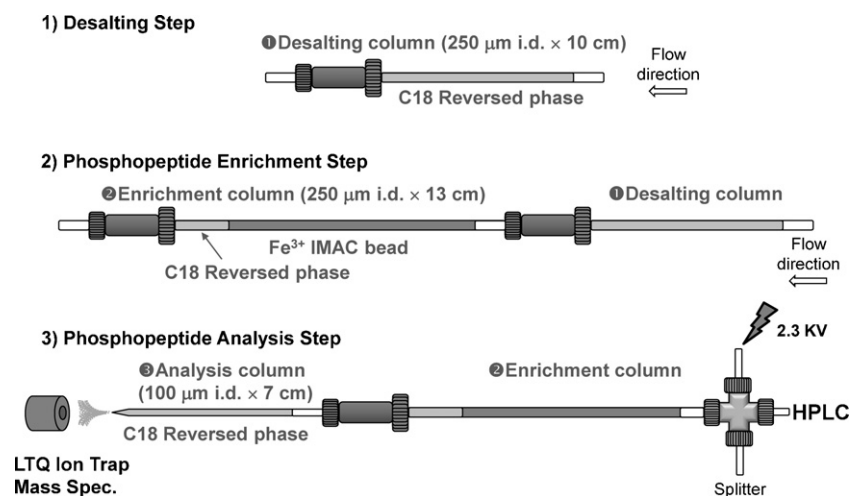 1) Desalting Step
❶Desalting column (250 μm i.d. × 10 cm)
Flow
direction
C18 Reversed phase
2) Phosphopeptide Enrichment Step
❷Enrichment column (250 μm i.d. × 13 cm)
❶Desalting column
Fe³⁺ IMAC bead
C18 Reversed phase
Flow
direction
3) Phosphopeptide Analysis Step
2.3 KV
❸Analysis column
(100 μm i.d. × 7 cm)
❷Enrichment column
HPLC
C18 Reversed phase
LTQ Ion Trap
Mass Spec.
Splitter